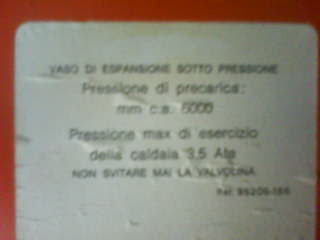 VASO DI ESPANSIONE SOTTO PRESSIONE
Pressione di precarica:
mm c.a. 5000
Pressione max di esercizio
della caldaia 3,5 Ate
NON SVITARE MAI LA VALVOLINA
Ref.